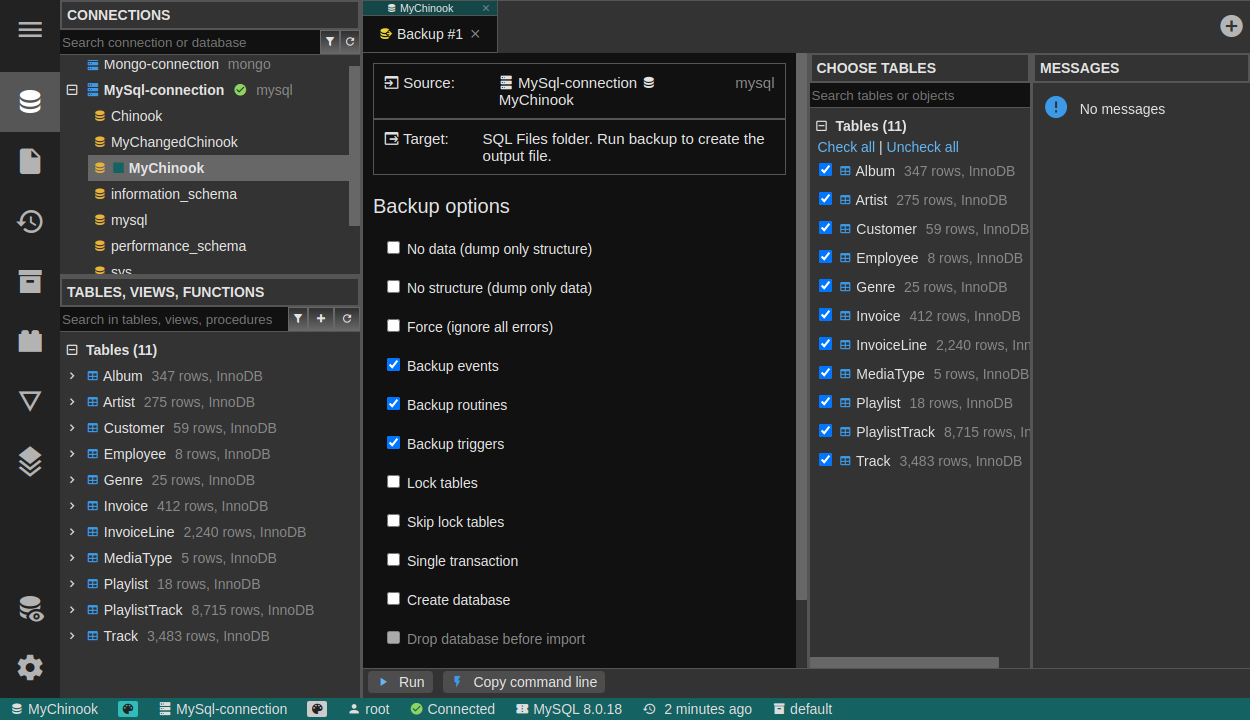 CONNECTIONS
Search connection or database
Mongo-connection mongo
MySql-connection mysql
Chinook
MyChangedChinook
MyChinook
information_schema
mysql
performance_schema
sys
TABLES, VIEWS, FUNCTIONS
Search in tables, views, procedures
Tables (11)
Album 347 rows, InnoDB
Artist 275 rows, InnoDB
Customer 59 rows, InnoDB
Employee 8 rows, InnoDB
Genre 25 rows, InnoDB
Invoice 412 rows, InnoDB
InvoiceLine 2,240 rows, InnoDB
MediaType 5 rows, InnoDB
Playlist 18 rows, InnoDB
PlaylistTrack 8,715 rows, InnoDB
Track 3,483 rows, InnoDB
MyChinook
Backup #1
Source: MySql-connection mysql
MyChinook
Target: SQL Files folder. Run backup to create the
output file.
Backup options
No data (dump only structure)
No structure (dump only data)
Force (ignore all errors)
Backup events
Backup routines
Backup triggers
Lock tables
Skip lock tables
Single transaction
Create database
Drop database before import
Run Copy command line
CHOOSE TABLES
Search tables or objects
Tables (11)
Check all | Uncheck all
Album 347 rows, InnoDB
Artist 275 rows, InnoDB
Customer 59 rows, InnoDB
Employee 8 rows, InnoDB
Genre 25 rows, InnoDB
Invoice 412 rows, InnoDB
InvoiceLine 2,240 rows, Inn
MediaType 5 rows, InnoDB
Playlist 18 rows, InnoDB
PlaylistTrack 8,715 rows, In
Track 3,483 rows, InnoDB
MESSAGES
No messages
MyChinook MySql-connection root Connected MySQL 8.0.18 2 minutes ago default